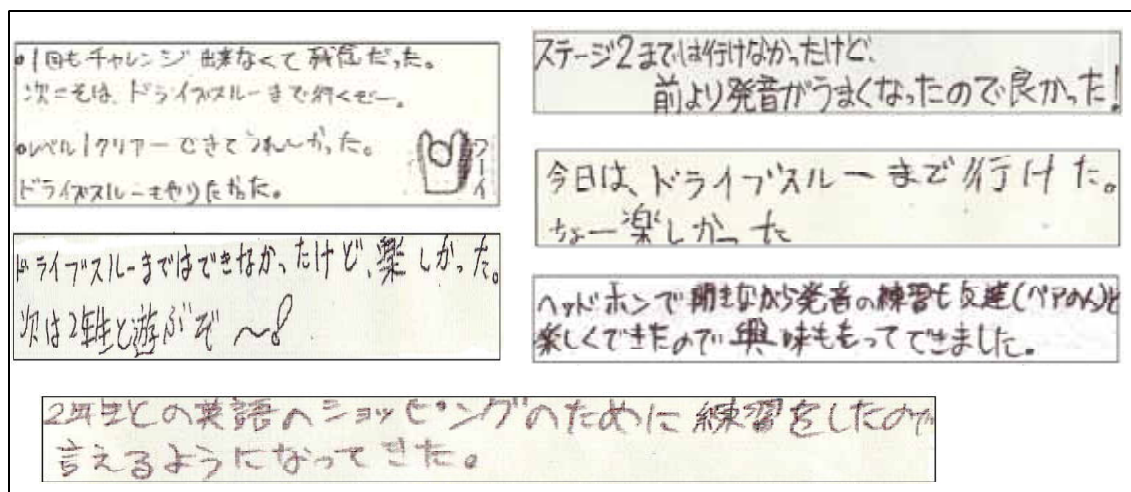 •1回もチャレンジ出来なくて残念だった。
次こそは、ドライブスルーまで行くぞー。
•レベル1クリアーできてうれ〜かった。
ドライブスルーもやりたかった。
ワーイ
ドライブスルーまではできなかったけど、楽しかった。
次は2年生と遊ぶぞ〜!
ステージ2までは行けなかったけど、
前より発音がうまくなったので良かった!
今日は、ドライブスルーまで行けた。
ちょー楽しかった
ヘッドホンで聞きながら発音の練習も友達(ペアの人)と
楽しくできたので興味ももってできました。
2年生との英語へショッピングのために練習をしたので
言えるようになってきた。